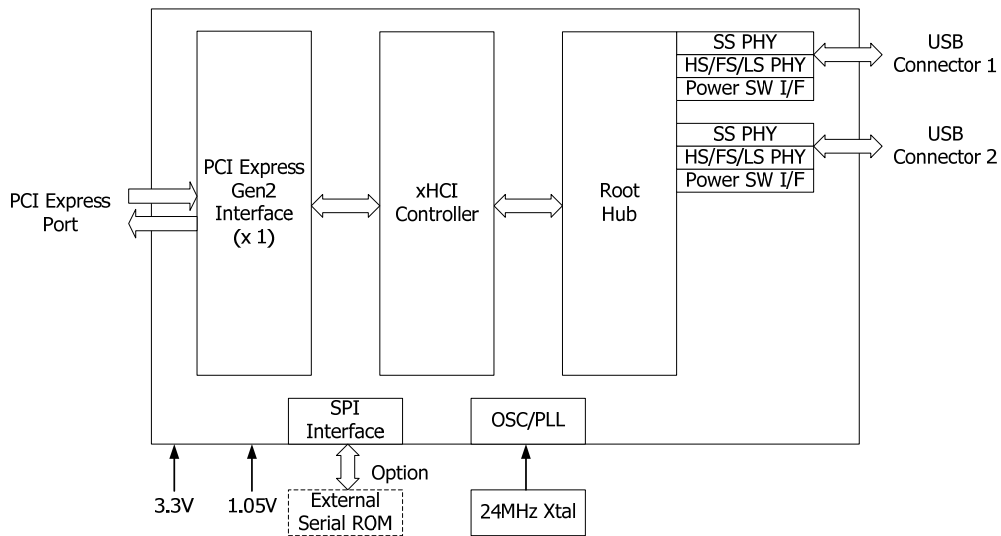 SS PHY
HS/FS/LS PHY
Power SW I/F
USB
Connector 1
SS PHY
HS/FS/LS PHY
Power SW I/F
USB
Connector 2
PCI Express
Port
PCI Express
Gen2
Interface
(x 1)
xHCI
Controller
Root
Hub
SPI
Interface
OSC/PLL
3.3V
1.05V
Option
External
Serial ROM
24MHz Xtal